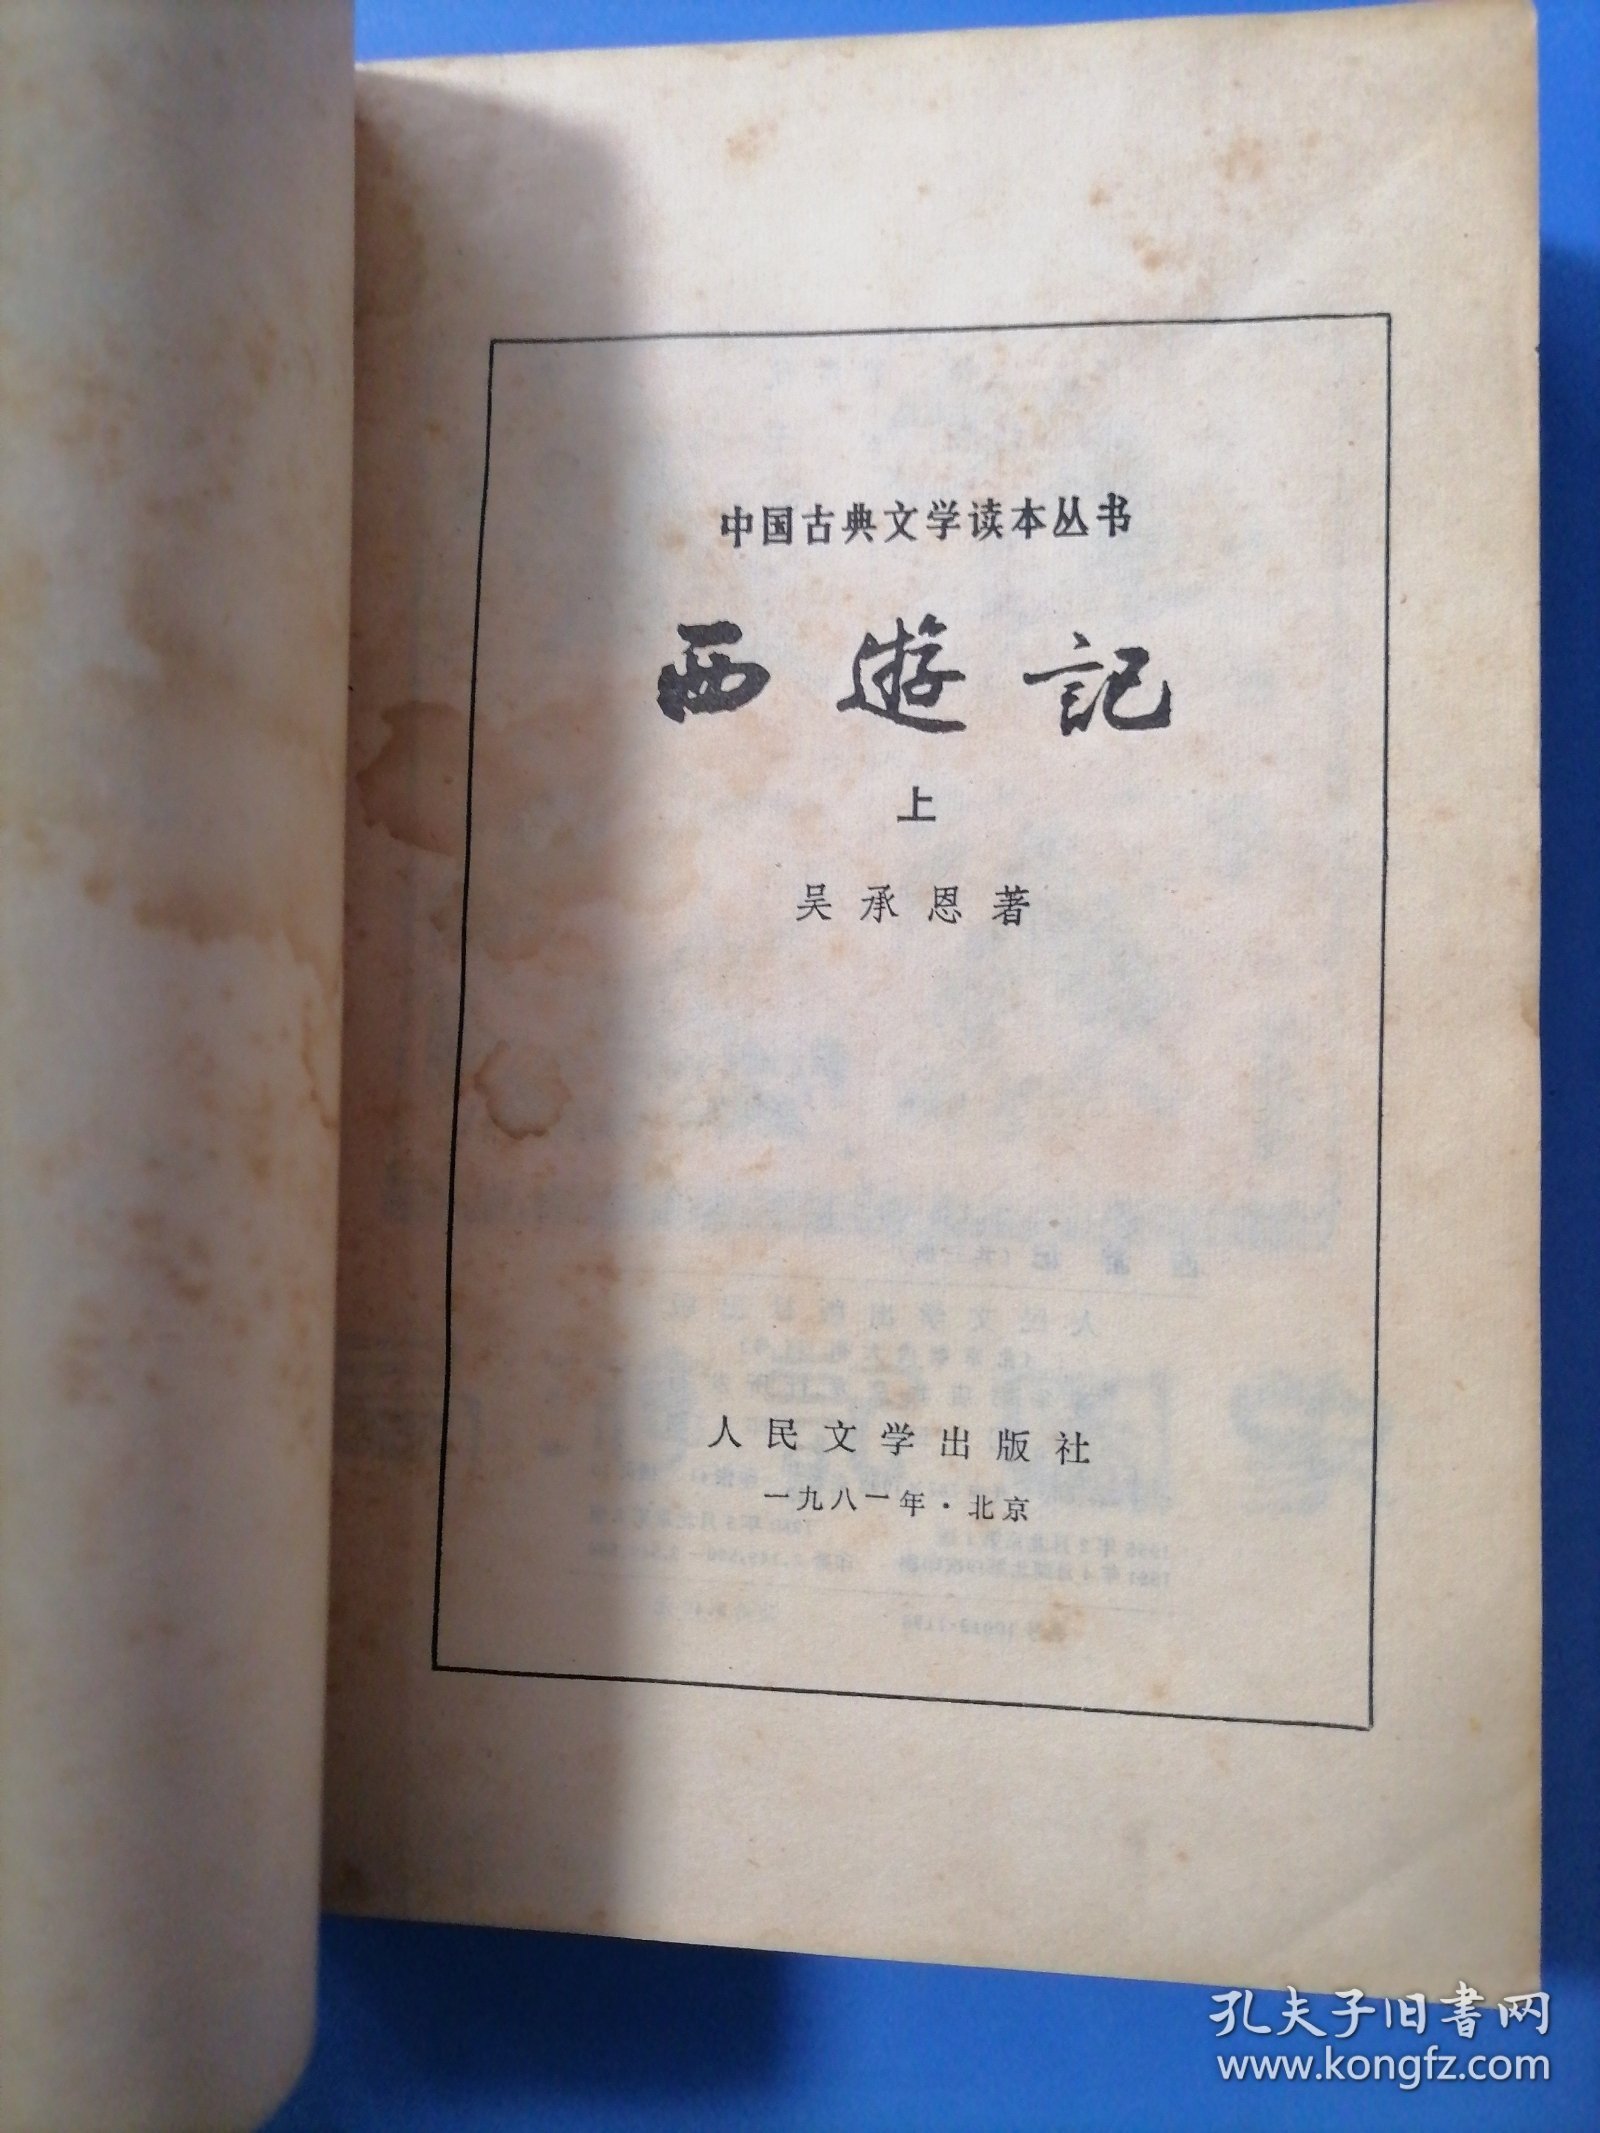 中国古典文学读本丛书
西遊記
上
吴承恩著
人民文学出版社
一九八一年·北京
孔夫子旧書网
www.kongfz.com